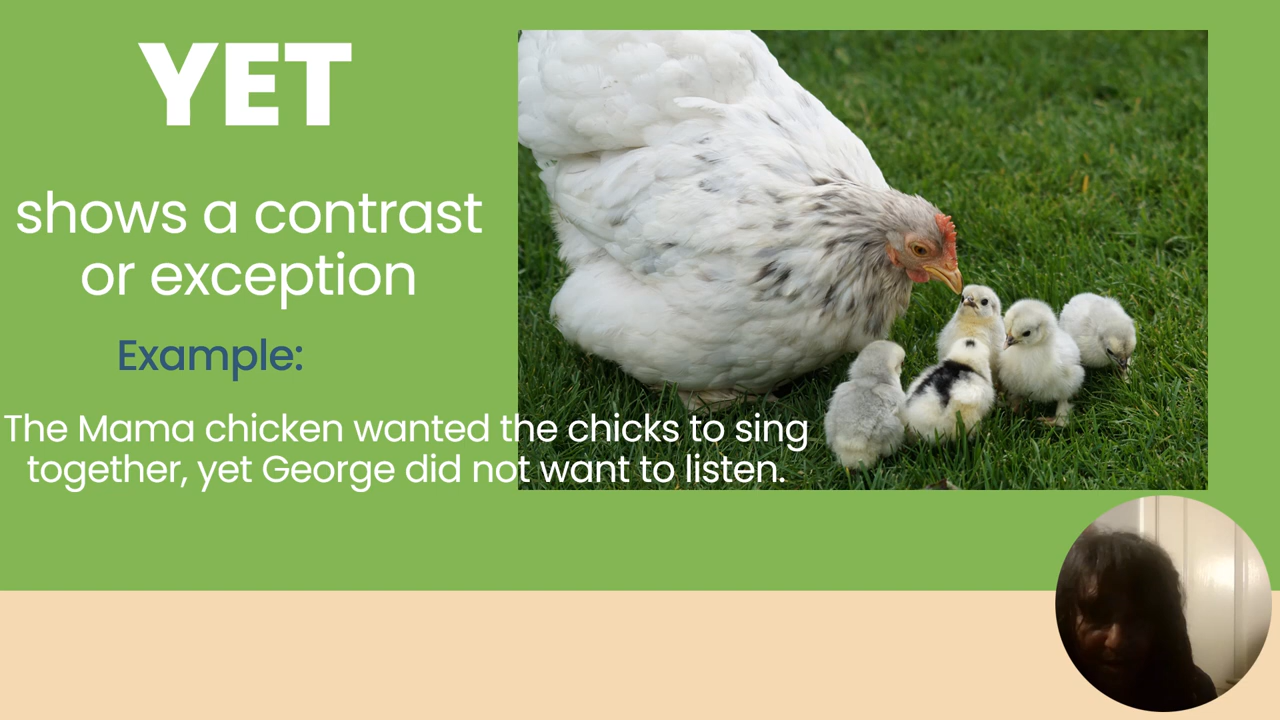 YET
shows a contrast
or exception
Example:
The Mama chicken wanted the chicks to sing
together, yet George did not want to listen.